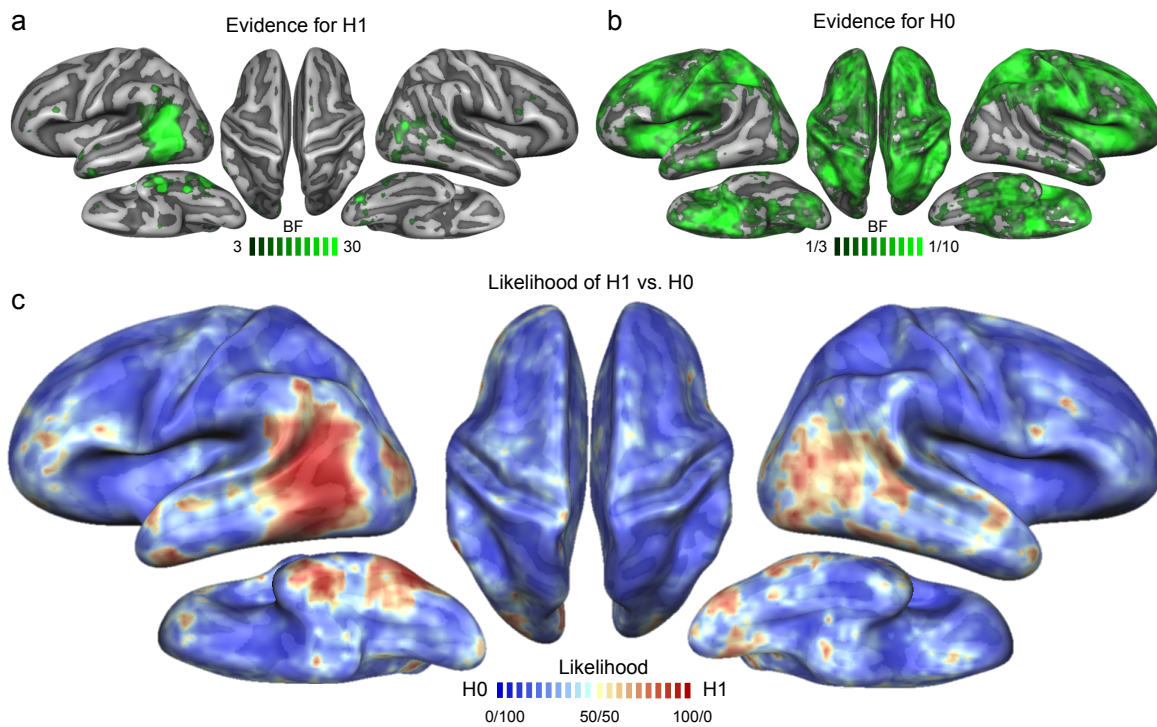 a
Evidence for H1
BF
3 30
b
Evidence for H0
BF
1/3 1/10
Likelihood of H1 vs. H0
c
Likelihood
H0 H1
0/100 50/50 100/0